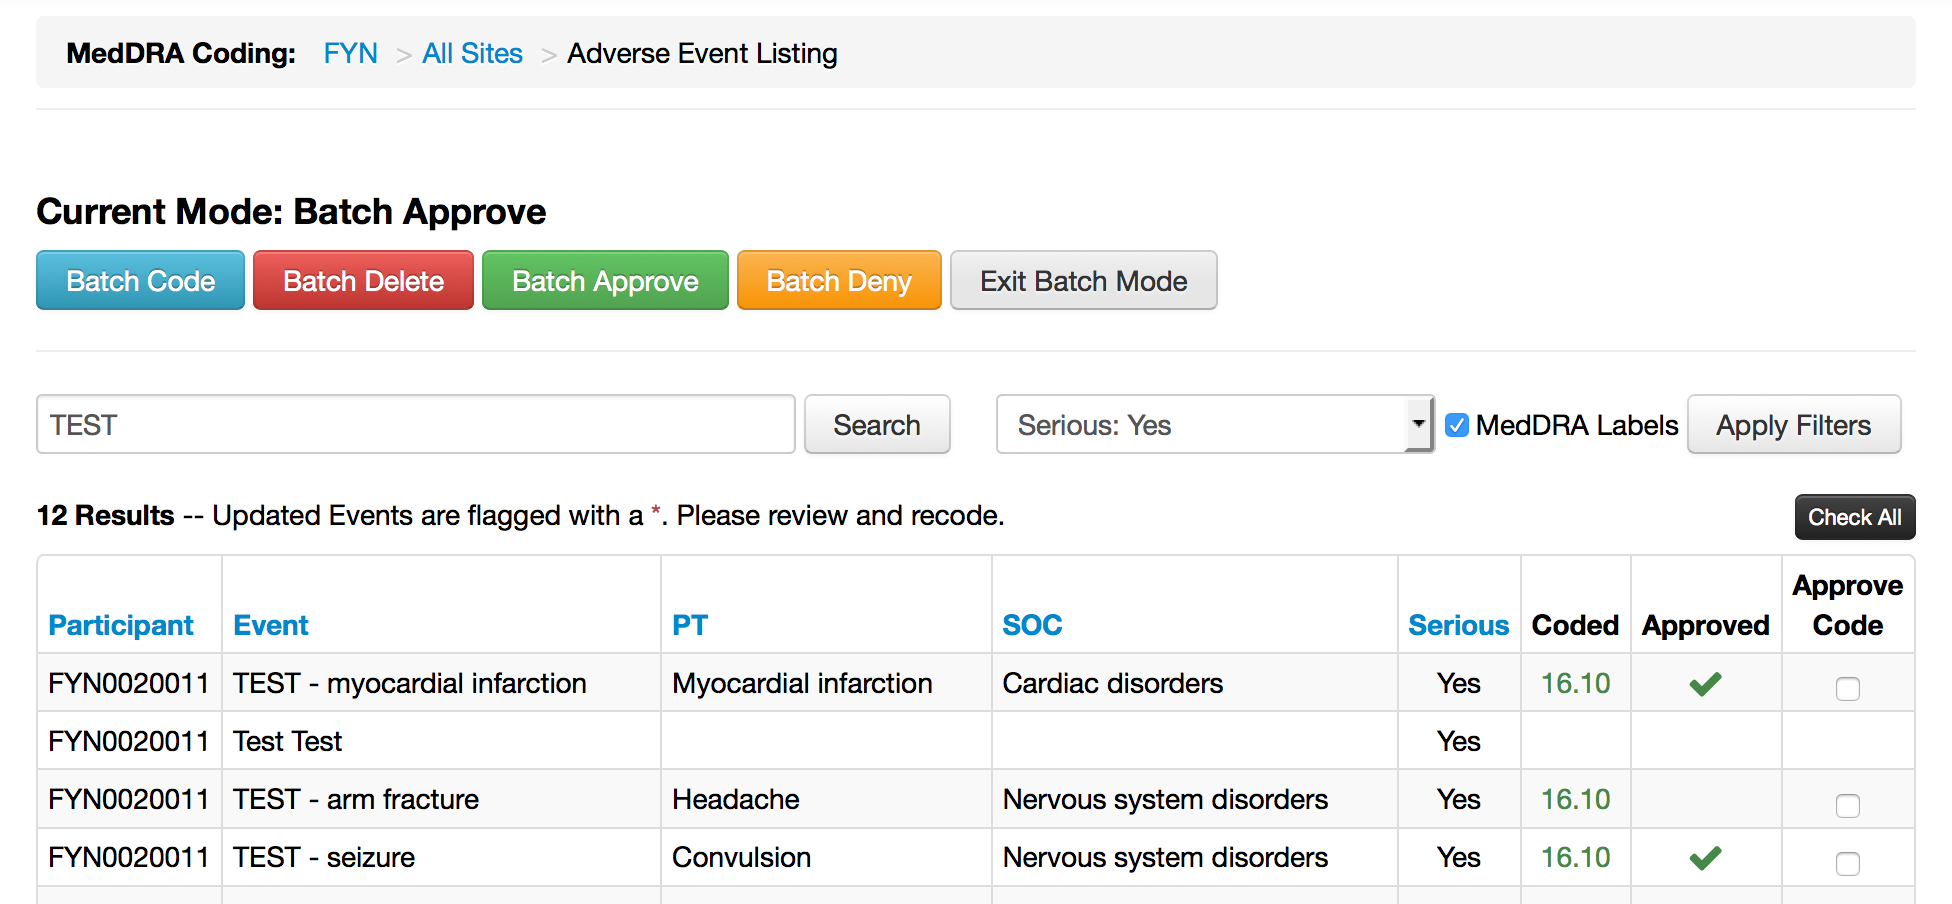 MedDRA Coding: FYN > All Sites > Adverse Event Listing
Current Mode: Batch Approve
Batch Code Batch Delete Batch Approve Batch Deny Exit Batch Mode
TEST Search Serious: Yes MedDRA Labels Apply Filters
12 Results -- Updated Events are flagged with a *. Please review and recode. Check All
Participant Event PT SOC Serious Coded Approved Approve Code
FYN0020011 TEST - myocardial infarction Myocardial infarction Cardiac disorders Yes 16.10
FYN0020011 Test Test Yes
FYN0020011 TEST - arm fracture Headache Nervous system disorders Yes 16.10
FYN0020011 TEST - seizure Convulsion Nervous system disorders Yes 16.10